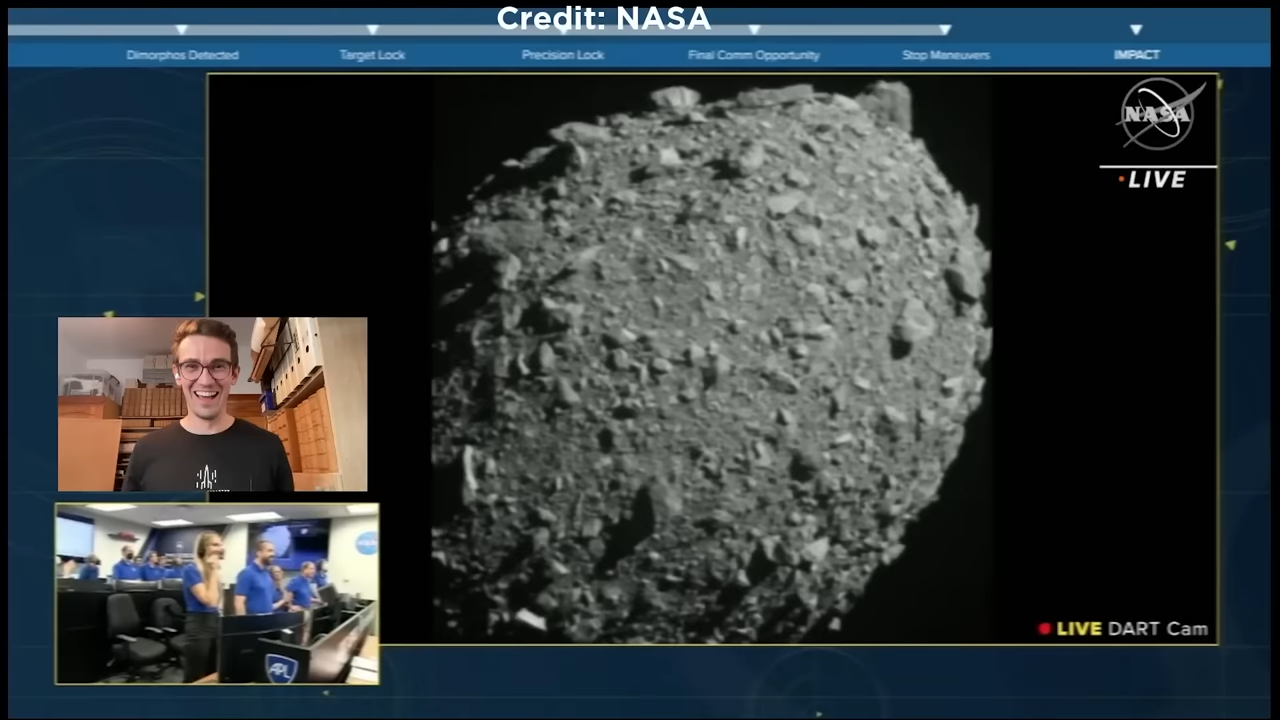 Credit: NASA
Dimorphos Detected
Target Lock
Precision Lock
Final Comm Opportunity
Stop Maneuvers
IMPACT
NASA
LIVE
APL
LIVE DART Cam